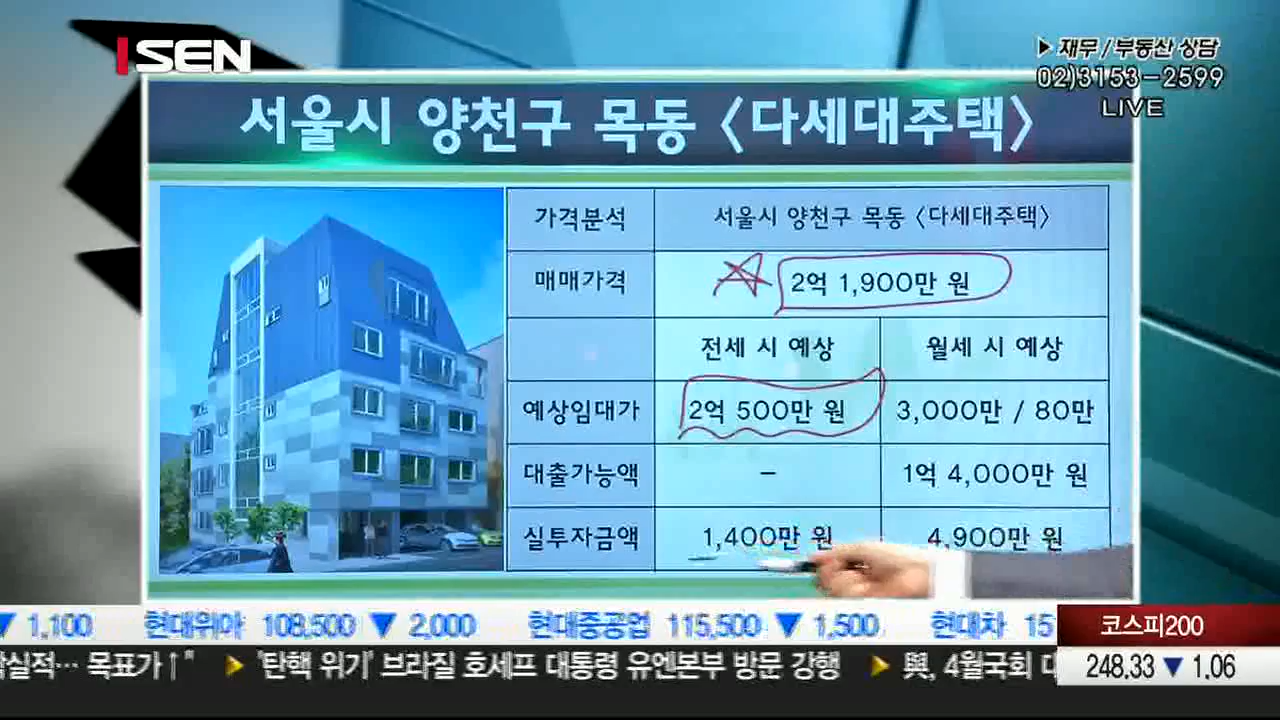 SEN
▶ 재무/부동산 상담
02)3153-2599
LIVE
서울시 양천구 목동 〈다세대주택〉
가격분석 서울시 양천구 목동 〈다세대주택〉
매매가격 2억 1,900만 원
전세 시 예상 월세 시 예상
예상임대가 2억 500만 원 3,000만 / 80만
대출가능액 - 1억 4,000만 원
실투자금액 1,400만 원 4,900만 원
▼ 1,100 현대위아 108,500 ▼ 2,000 현대중공업 115,500 ▼ 1,500 현대차 15
코스피200
실적… 목표가↑" ▶ '탄핵 위기' 브라질 호세프 대통령 유엔본부 방문 강행 ▶ 與, 4월국회
248.33 ▼ 1.06